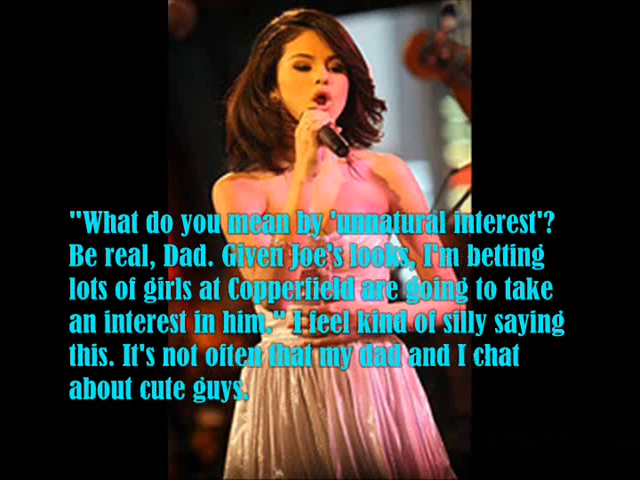 "What do you mean by 'unnatural interest'?
Be real, Dad. Given Joe's looks, I'm betting
lots of girls at Copperfield are going to take
an interest in him." I feel kind of silly saying
this. It's not often that my dad and I chat
about cute guys.